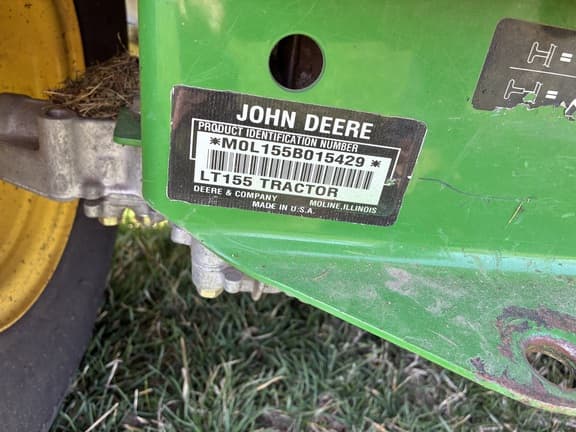 JOHN DEERE
PRODUCT IDENTIFICATION NUMBER
*M0L155B015429*
LT155 TRACTOR
DEERE & COMPANY MOLINE, ILLINOIS
MADE IN U.S.A.
H =
H =